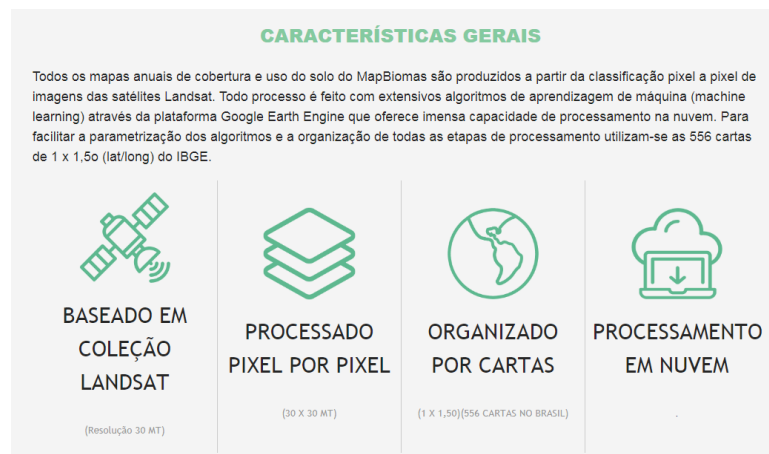 CARACTERÍSTICAS GERAIS
Todos os mapas anuais de cobertura e uso do solo do MapBiomas são produzidos a partir da classificação pixel a pixel de
imagens das satélites Landsat. Todo processo é feito com extensivos algoritmos de aprendizagem de máquina (machine
learning) através da plataforma Google Earth Engine que oferece imensa capacidade de processamento na nuvem. Para
facilitar a parametrização dos algoritmos e a organização de todas as etapas de processamento utilizam-se as 556 cartas
de 1 x 1,5o (lat/long) do IBGE.
BASEADO EM
COLEÇÃO
LANDSAT
(Resolução 30 MT)
PROCESSADO
PIXEL POR PIXEL
(30 X 30 MT)
ORGANIZADO
POR CARTAS
(1 X 1,50)(556 CARTAS NO BRASIL)
PROCESSAMENTO
EM NUVEM
.